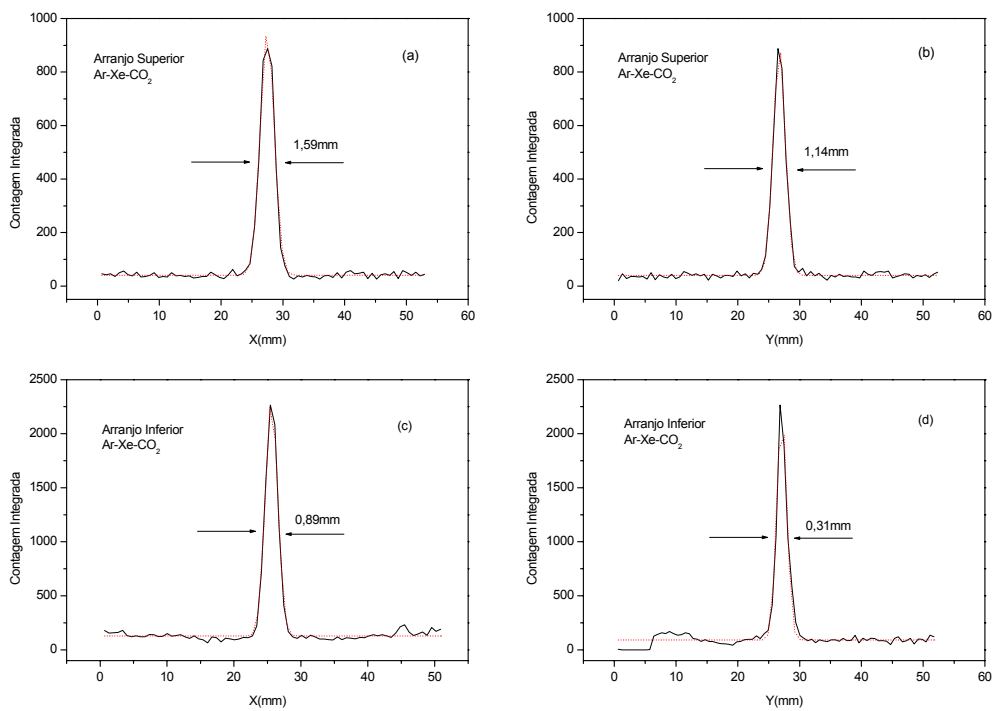 1000
800
600
400
200
0
Contagem Integrada
Arranjo Superior
Ar-Xe-CO₂
(a)
1,59mm
0 10 20 30 40 50 60
X(mm)
1000
800
600
400
200
0
Contagem Integrada
Arranjo Superior
Ar-Xe-CO₂
(b)
1,14mm
0 10 20 30 40 50 60
Y(mm)
2500
2000
1500
1000
500
0
Contagem Integrada
Arranjo Inferior
Ar-Xe-CO₂
(c)
0,89mm
0 10 20 30 40 50
X(mm)
2500
2000
1500
1000
500
0
Contagem Integrada
Arranjo Inferior
Ar-Xe-CO₂
(d)
0,31mm
0 10 20 30 40 50 60
Y(mm)